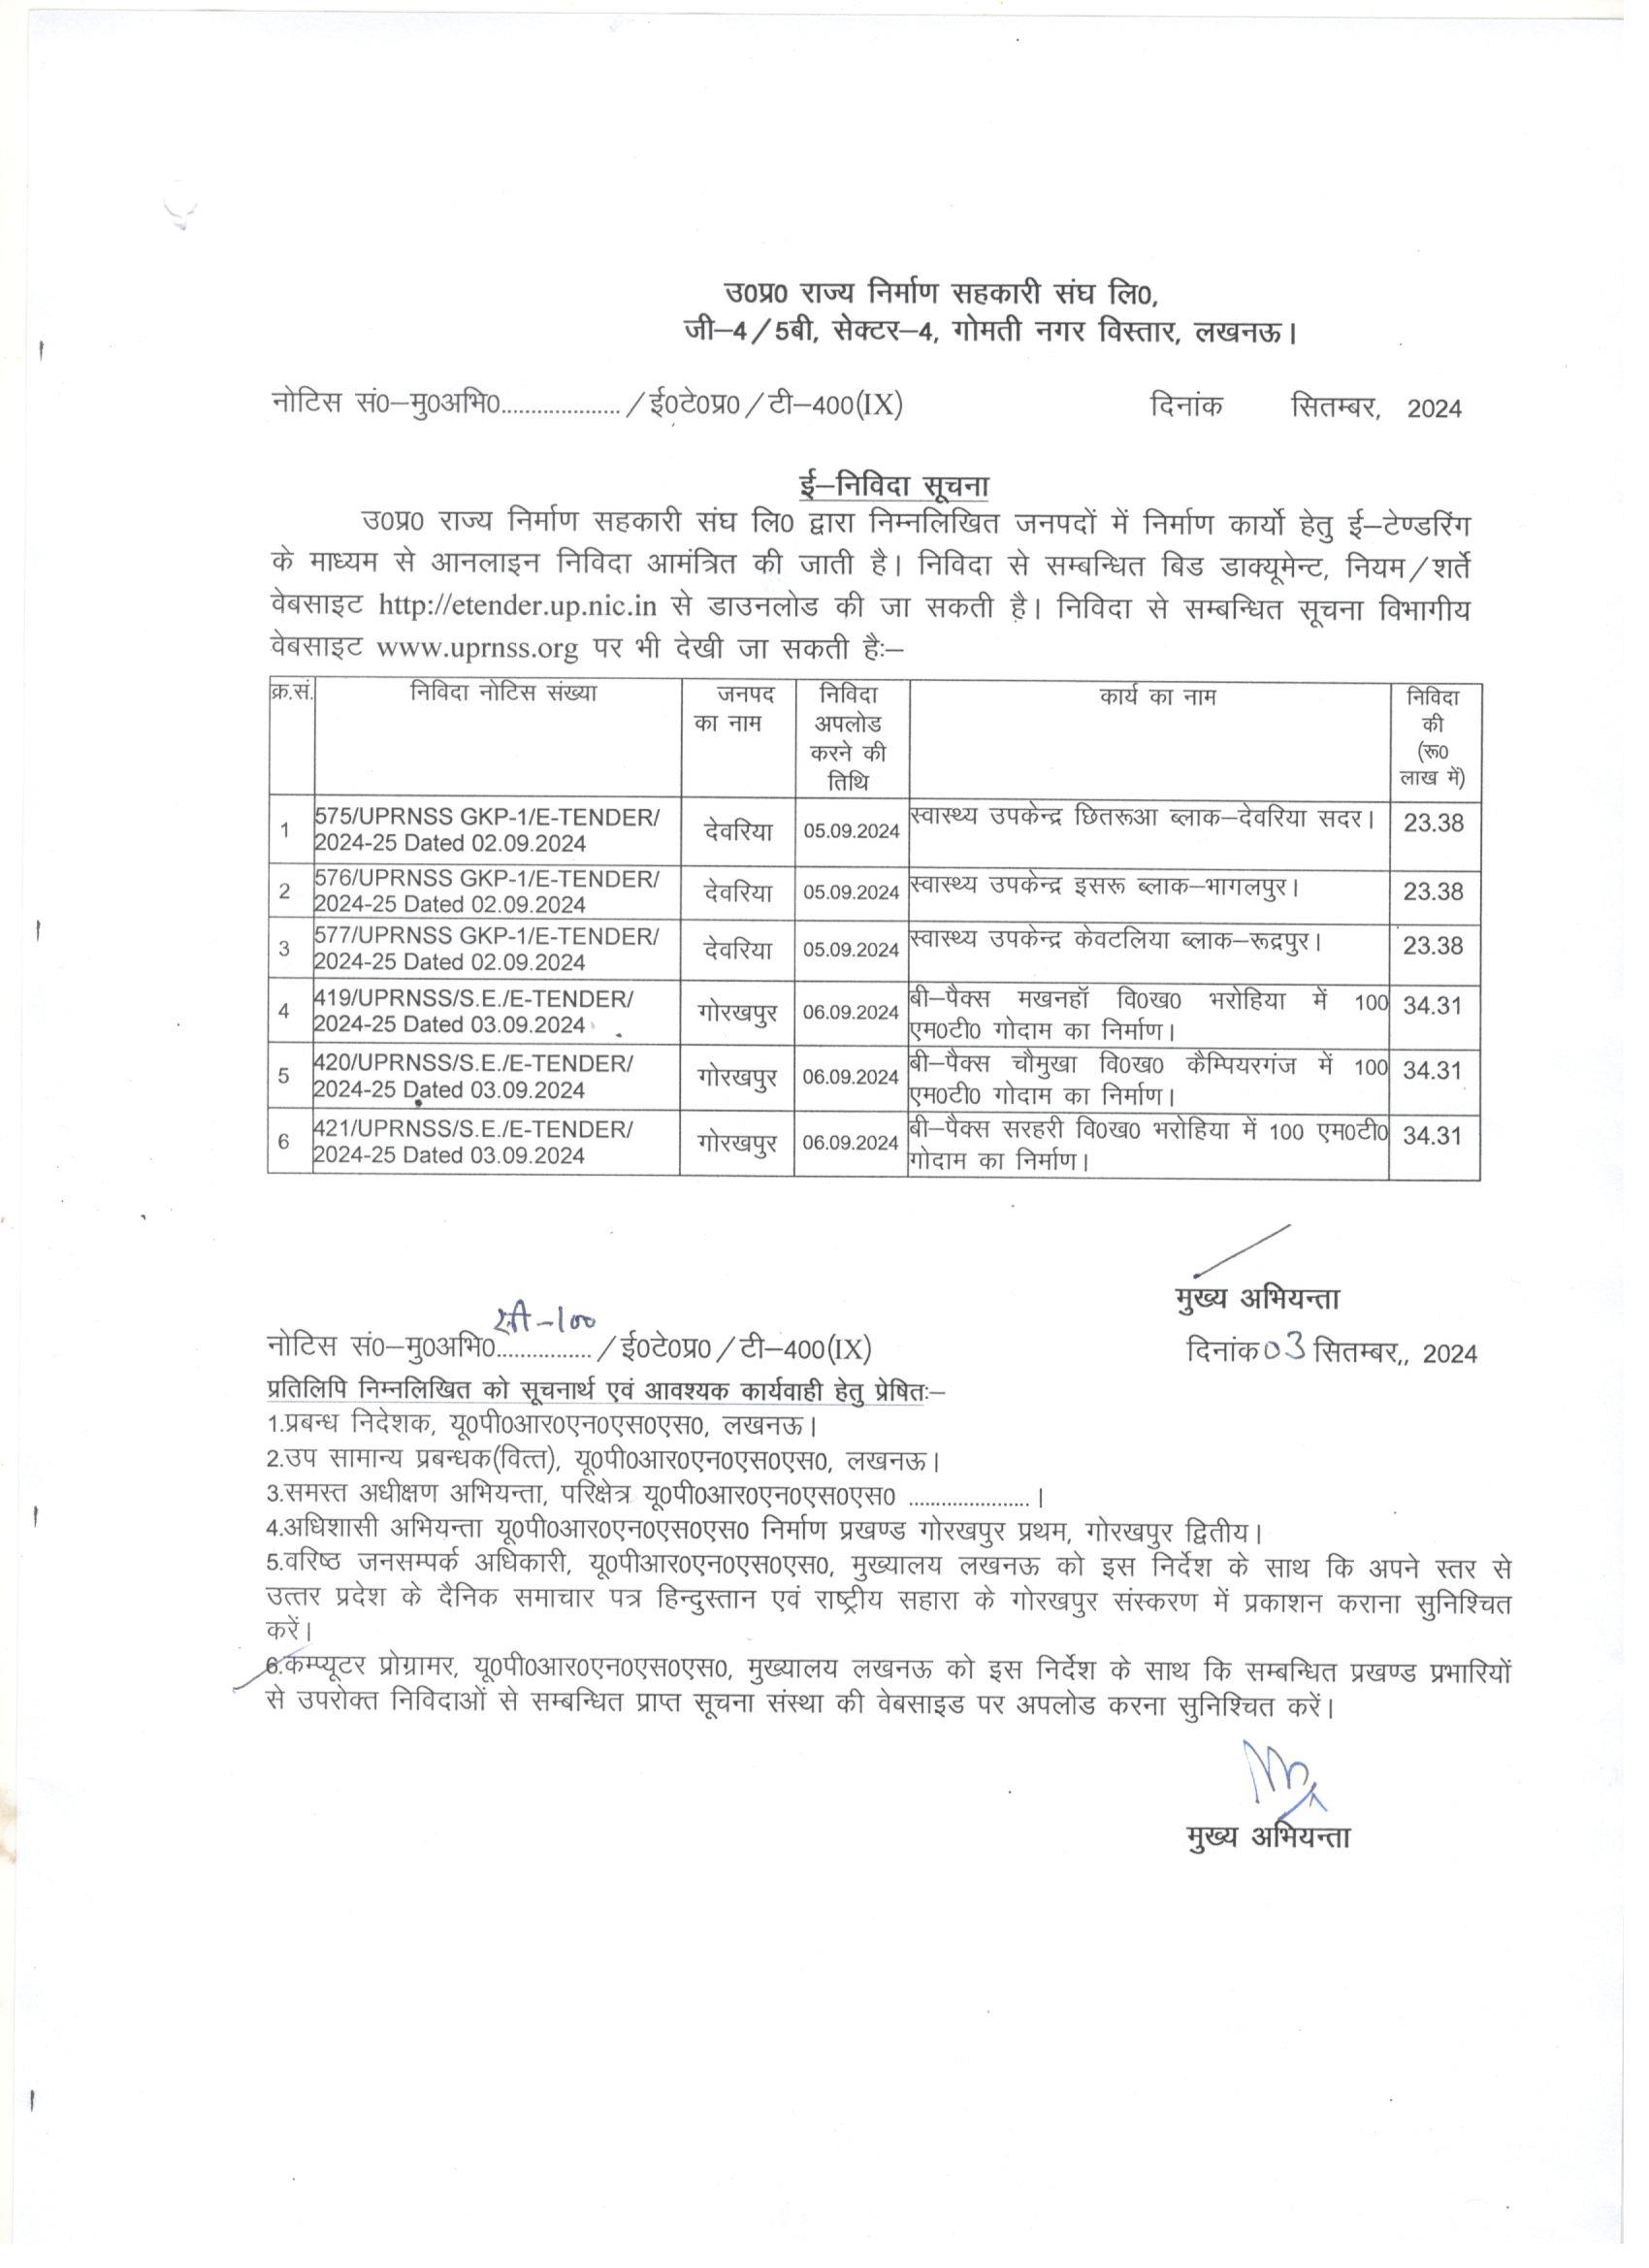 उ0प्र0 राज्य निर्माण सहकारी संघ लि0,
जी–4/5बी, सेक्टर–4, गोमती नगर विस्तार, लखनऊ।
नोटिस सं0–मु0अभि0.................... /ई0टे0प्र0/टी–400(IX) दिनांक सितम्बर, 2024
ई–निविदा सूचना
उ0प्र0 राज्य निर्माण सहकारी संघ लि0 द्वारा निम्नलिखित जनपदों में निर्माण कार्यो हेतु ई–टेण्डरिंग
के माध्यम से आनलाइन निविदा आमंत्रित की जाती है। निविदा से सम्बन्धित बिड डाक्यूमेन्ट, नियम/शर्ते
वेबसाइट http://etender.up.nic.in से डाउनलोड की जा सकती है। निविदा से सम्बन्धित सूचना विभागीय
वेबसाइट www.uprnss.org पर भी देखी जा सकती हैः–
क्र.सं. निविदा नोटिस संख्या जनपद का नाम निविदा अपलोड करने की तिथि कार्य का नाम निविदा की (रू0 लाख में)
1 575/UPRNSS GKP-1/E-TENDER/ देवरिया 05.09.2024 स्वास्थ्य उपकेन्द्र छितरूआ ब्लाक–देवरिया सदर। 23.38
2024-25 Dated 02.09.2024
2 576/UPRNSS GKP-1/E-TENDER/ देवरिया 05.09.2024 स्वास्थ्य उपकेन्द्र इसरू ब्लाक–भागलपुर। 23.38
2024-25 Dated 02.09.2024
3 577/UPRNSS GKP-1/E-TENDER/ देवरिया 05.09.2024 स्वास्थ्य उपकेन्द्र केवटलिया ब्लाक–रूद्रपुर। 23.38
2024-25 Dated 02.09.2024
4 419/UPRNSS/S.E./E-TENDER/ गोरखपुर 06.09.2024 बी–पैक्स मखनहॉ वि0ख0 भरोहिया में 100 34.31
2024-25 Dated 03.09.2024 एम0टी0 गोदाम का निर्माण।
5 420/UPRNSS/S.E./E-TENDER/ गोरखपुर 06.09.2024 बी–पैक्स चौमुखा वि0ख0 कैम्पियरगंज में 100 34.31
2024-25 Dated 03.09.2024 एम0टी0 गोदाम का निर्माण।
6 421/UPRNSS/S.E./E-TENDER/ गोरखपुर 06.09.2024 बी–पैक्स सरहरी वि0ख0 भरोहिया में 100 एम0टी0 34.31
2024-25 Dated 03.09.2024 गोदाम का निर्माण।
मुख्य अभियन्ता
नोटिस सं0–मु0अभि0................ /ई0टे0प्र0/टी–400(IX) दिनांक 03 सितम्बर,, 2024
प्रतिलिपि निम्नलिखित को सूचनार्थ एवं आवश्यक कार्यवाही हेतु प्रेषितः–
1.प्रबन्ध निदेशक, यू0पी0आर0एन0एस0एस0, लखनऊ।
2.उप सामान्य प्रबन्धक(वित्त), यू0पी0आर0एन0एस0एस0, लखनऊ।
3.समस्त अधीक्षण अभियन्ता, परिक्षेत्र यू0पी0आर0एन0एस0एस0 .....................।
4.अधिशासी अभियन्ता यू0पी0आर0एन0एस0एस0 निर्माण प्रखण्ड गोरखपुर प्रथम, गोरखपुर द्वितीय।
5.वरिष्ठ जनसम्पर्क अधिकारी, यू0पीआर0एन0एस0एस0, मुख्यालय लखनऊ को इस निर्देश के साथ कि अपने स्तर से
उत्तर प्रदेश के दैनिक समाचार पत्र हिन्दुस्तान एवं राष्ट्रीय सहारा के गोरखपुर संस्करण में प्रकाशन कराना सुनिश्चित
करें।
6.कम्प्यूटर प्रोग्रामर, यू0पी0आर0एन0एस0एस0, मुख्यालय लखनऊ को इस निर्देश के साथ कि सम्बन्धित प्रखण्ड प्रभारियों
से उपरोक्त निविदाओं से सम्बन्धित प्राप्त सूचना संस्था की वेबसाइड पर अपलोड करना सुनिश्चित करें।
मुख्य अभियन्ता